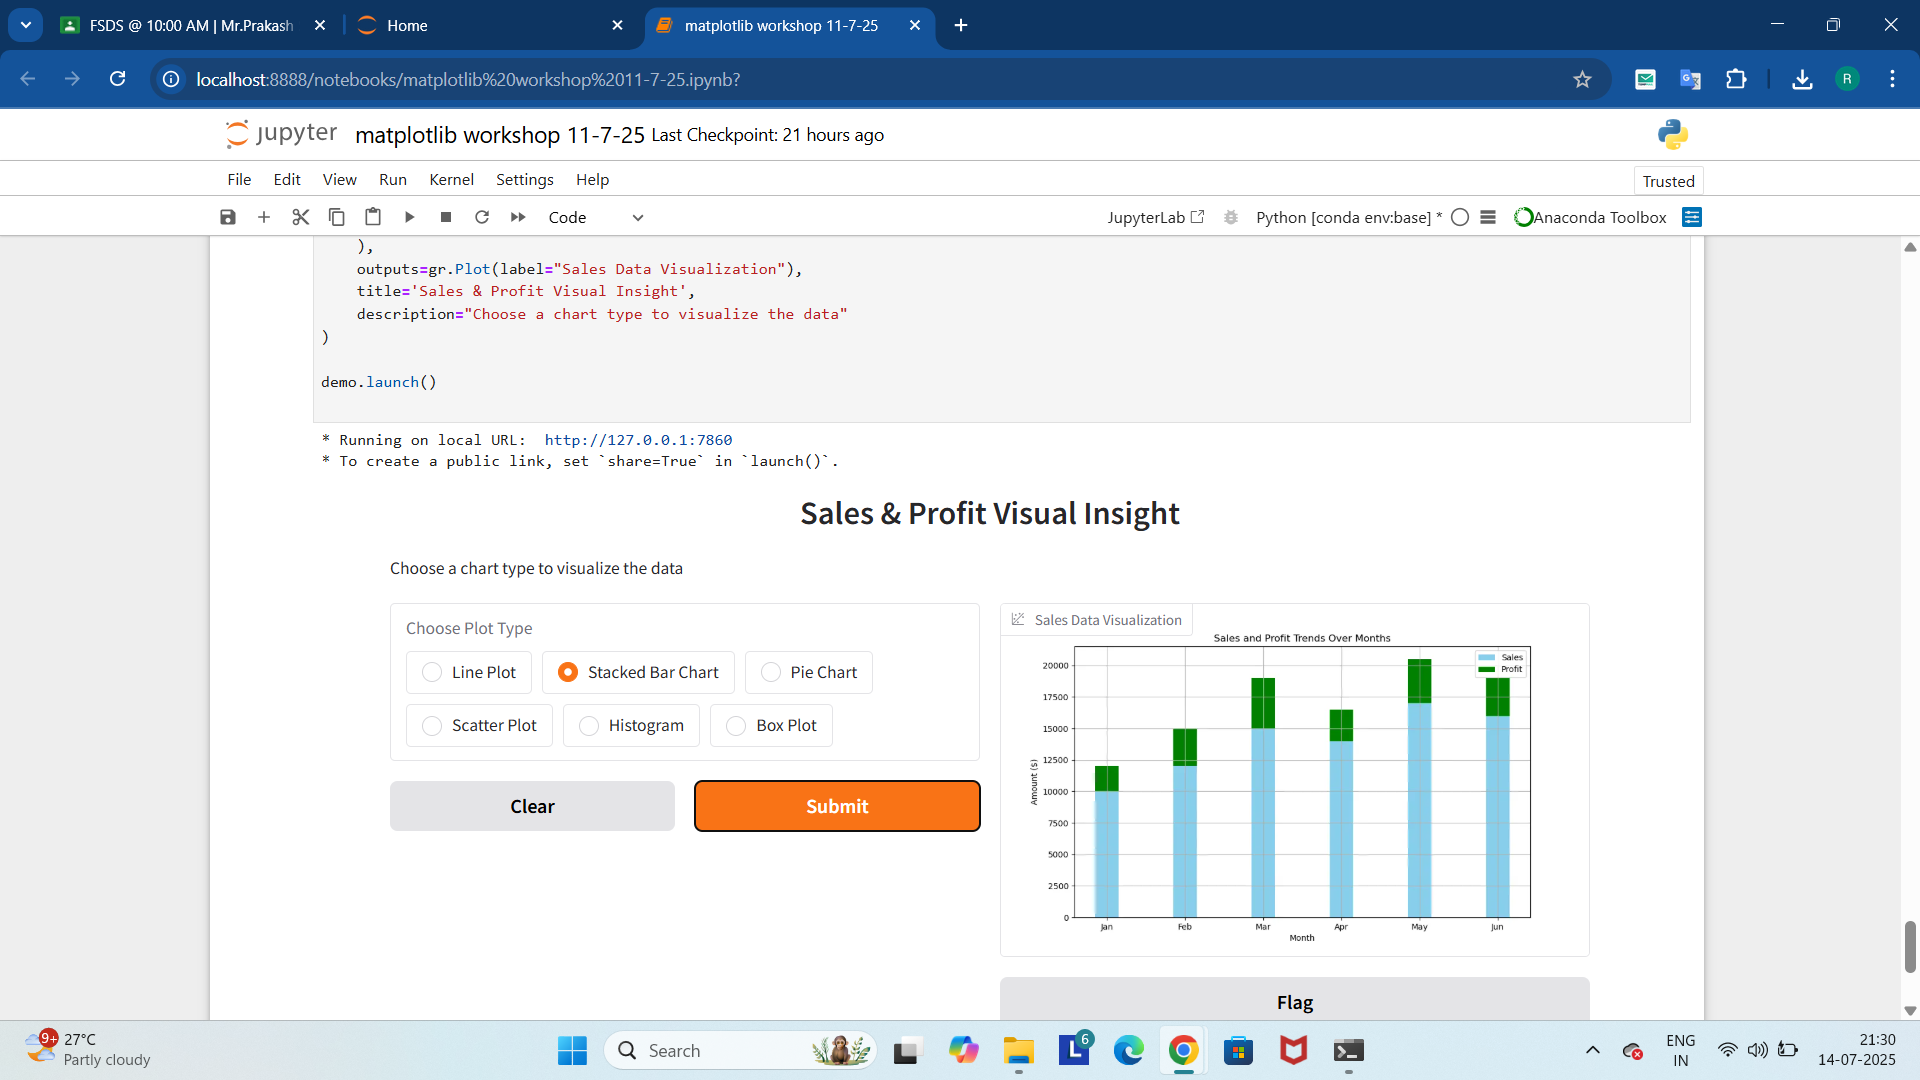 FSDS @ 10:00 AM | Mr.Prakash
Home
matplotlib workshop 11-7-25
localhost:8888/notebooks/matplotlib%20workshop%2011-7-25.ipynb?
R
jupyter matplotlib workshop 11-7-25 Last Checkpoint: 21 hours ago
File Edit View Run Kernel Settings Help
Trusted
Code
JupyterLab
Python [conda env:base] *
Anaconda Toolbox
),
outputs=gr.Plot(label="Sales Data Visualization"),
title='Sales & Profit Visual Insight',
description="Choose a chart type to visualize the data"
)
demo.launch()
* Running on local URL: http://127.0.0.1:7860
* To create a public link, set `share=True` in `launch()`.
Sales & Profit Visual Insight
Choose a chart type to visualize the data
Choose Plot Type
Line Plot Stacked Bar Chart Pie Chart
Scatter Plot Histogram Box Plot
Clear Submit
Sales Data Visualization
Sales and Profit Trends Over Months
Sales
Profit
20000
17500
15000
12500
10000
7500
5000
2500
0
Amount ($)
Jan Feb Mar Apr May Jun
Month
Flag
9+
27°C
Partly cloudy
Search
L
6
ENG
IN
21:30
14-07-2025